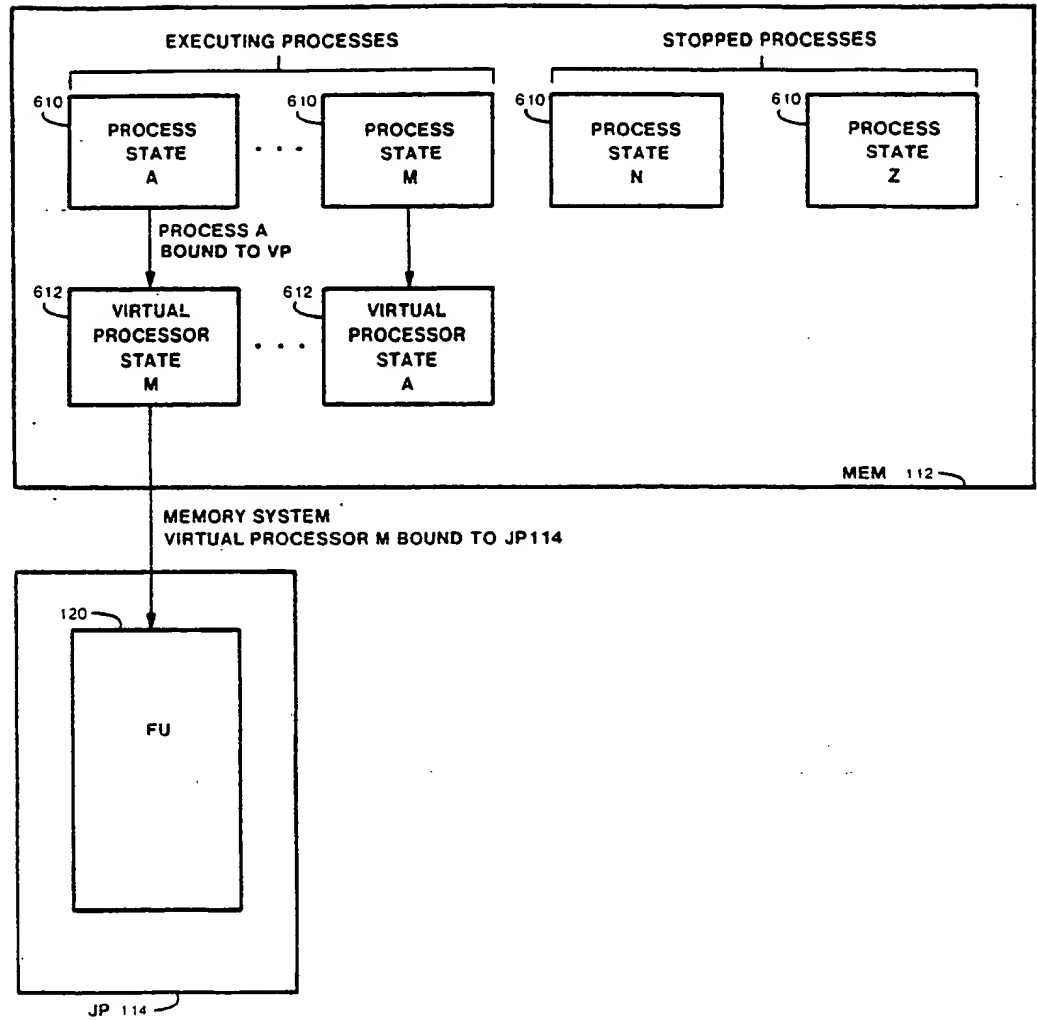 EXECUTING PROCESSES
STOPPED PROCESSES
610
PROCESS
STATE
A
. . .
610
PROCESS
STATE
M
610
PROCESS
STATE
N
610
PROCESS
STATE
Z
PROCESS A
BOUND TO VP
612
VIRTUAL
PROCESSOR
STATE
M
. . .
612
VIRTUAL
PROCESSOR
STATE
A
MEM 112
MEMORY SYSTEM
VIRTUAL PROCESSOR M BOUND TO JP114
120
FU
JP 114